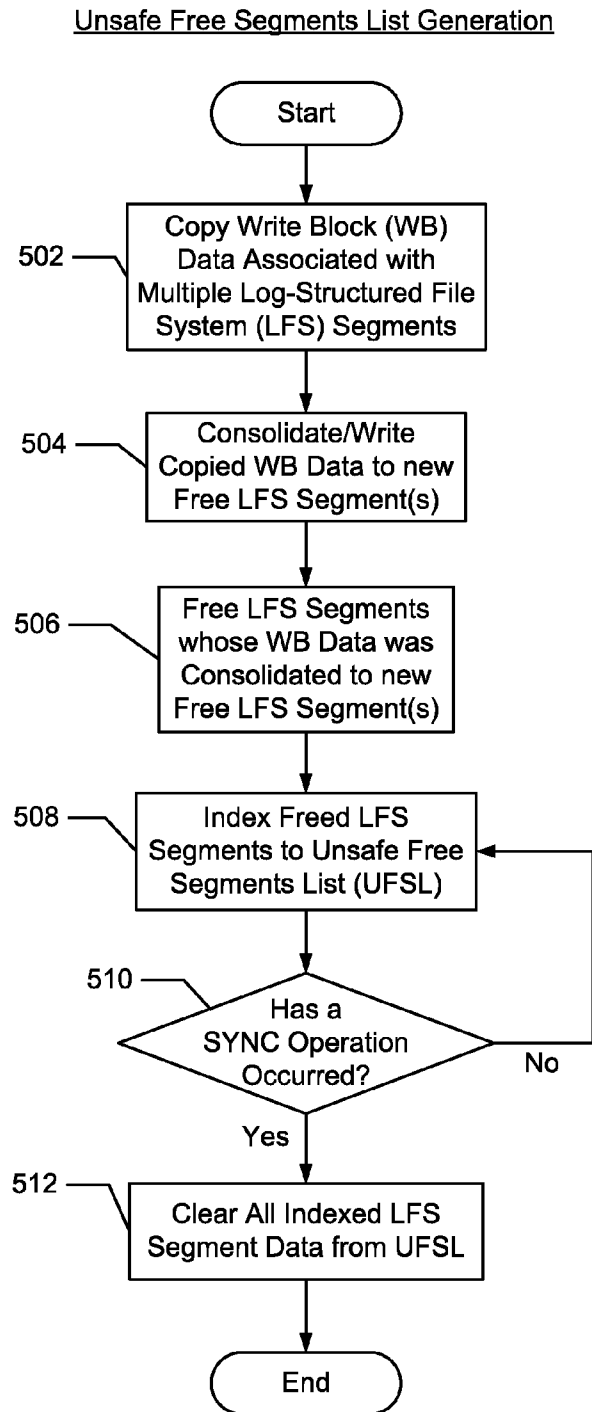 Unsafe Free Segments List Generation
Start
502
Copy Write Block (WB)
Data Associated with
Multiple Log-Structured File
System (LFS) Segments
504
Consolidate/Write
Copied WB Data to new
Free LFS Segment(s)
506
Free LFS Segments
whose WB Data was
Consolidated to new
Free LFS Segment(s)
508
Index Freed LFS
Segments to Unsafe Free
Segments List (UFSL)
510
Has a
SYNC Operation
Occurred?
No
Yes
512
Clear All Indexed LFS
Segment Data from UFSL
End